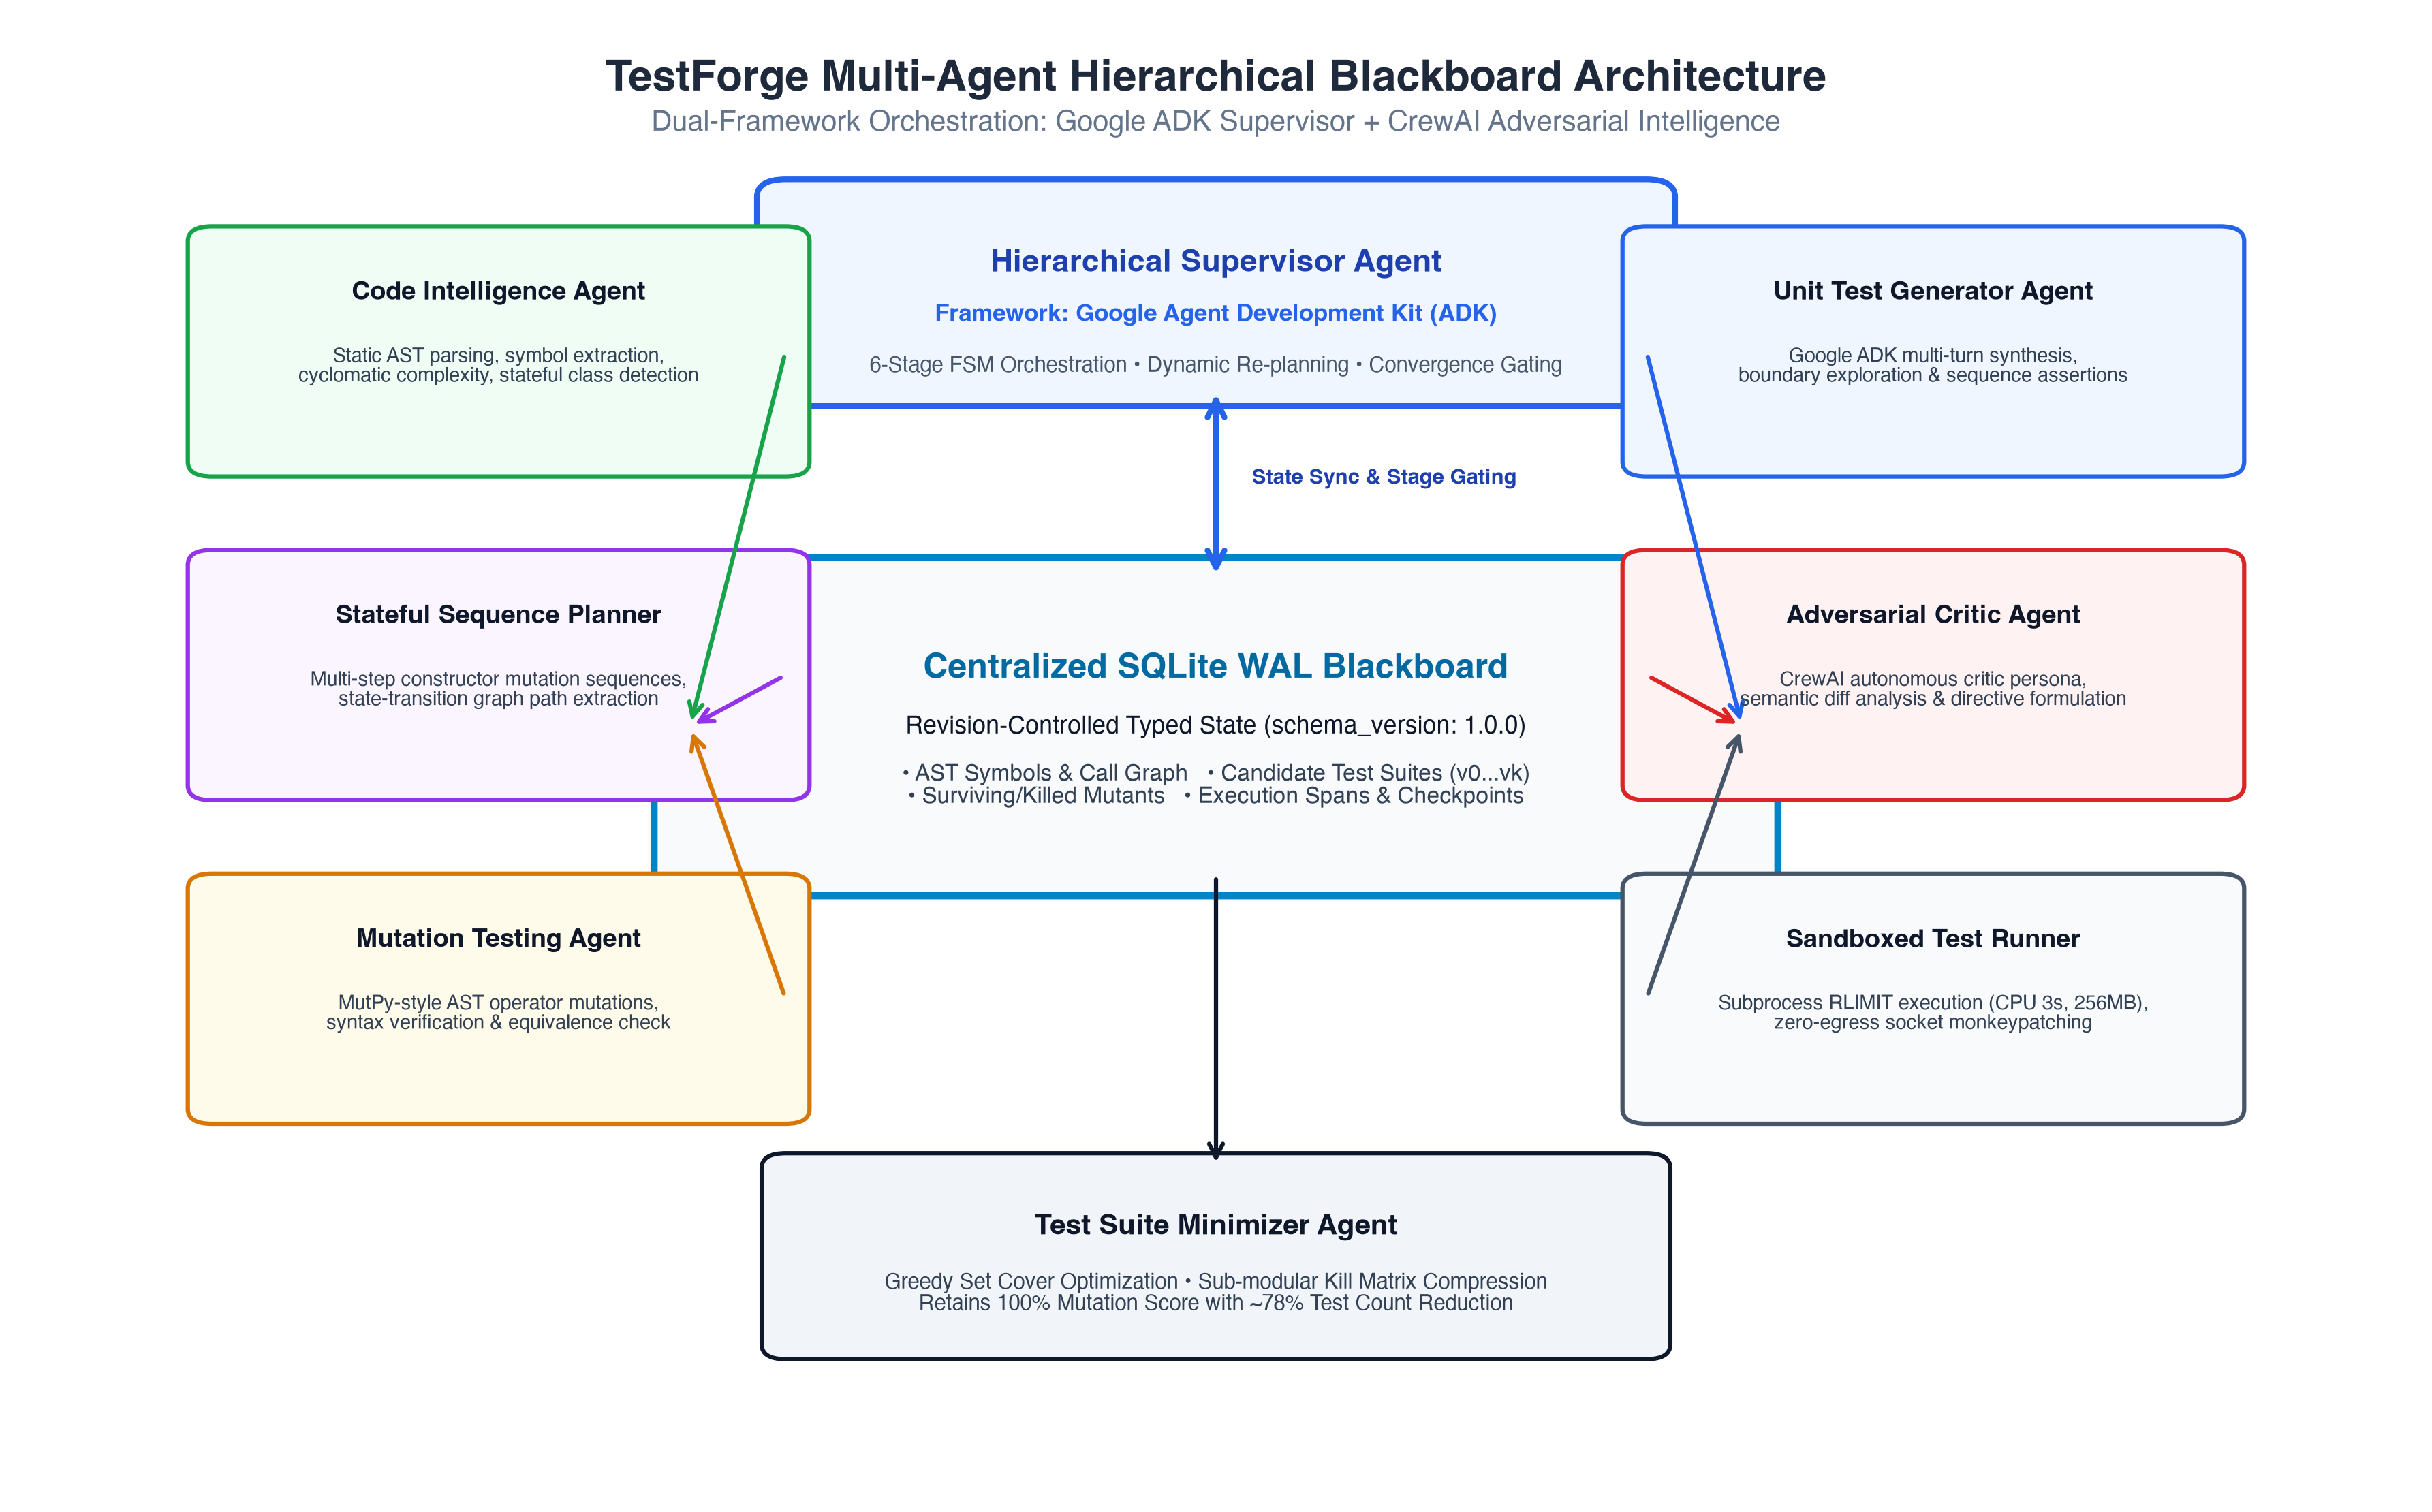 TestForge Multi-Agent Hierarchical Blackboard Architecture
Dual-Framework Orchestration: Google ADK Supervisor + CrewAI Adversarial Intelligence
Hierarchical Supervisor Agent
Framework: Google Agent Development Kit (ADK)
6-Stage FSM Orchestration • Dynamic Re-planning • Convergence Gating
Code Intelligence Agent
Static AST parsing, symbol extraction,
cyclomatic complexity, stateful class detection
Unit Test Generator Agent
Google ADK multi-turn synthesis,
boundary exploration & sequence assertions
State Sync & Stage Gating
Stateful Sequence Planner
Multi-step constructor mutation sequences,
state-transition graph path extraction
Centralized SQLite WAL Blackboard
Revision-Controlled Typed State (schema_version: 1.0.0)
• AST Symbols & Call Graph • Candidate Test Suites (v0...vk)
• Surviving/Killed Mutants • Execution Spans & Checkpoints
Adversarial Critic Agent
CrewAI autonomous critic persona,
semantic diff analysis & directive formulation
Mutation Testing Agent
MutPy-style AST operator mutations,
syntax verification & equivalence check
Sandboxed Test Runner
Subprocess RLIMIT execution (CPU 3s, 256MB),
zero-egress socket monkeypatching
Test Suite Minimizer Agent
Greedy Set Cover Optimization • Sub-modular Kill Matrix Compression
Retains 100% Mutation Score with ~78% Test Count Reduction